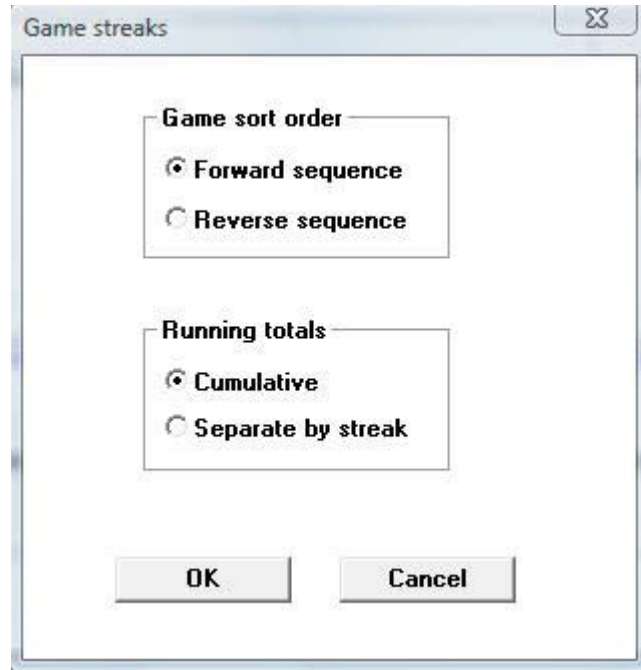 Game streaks
Game sort order
Forward sequence
Reverse sequence
Running totals
Cumulative
Separate by streak
OK
Cancel